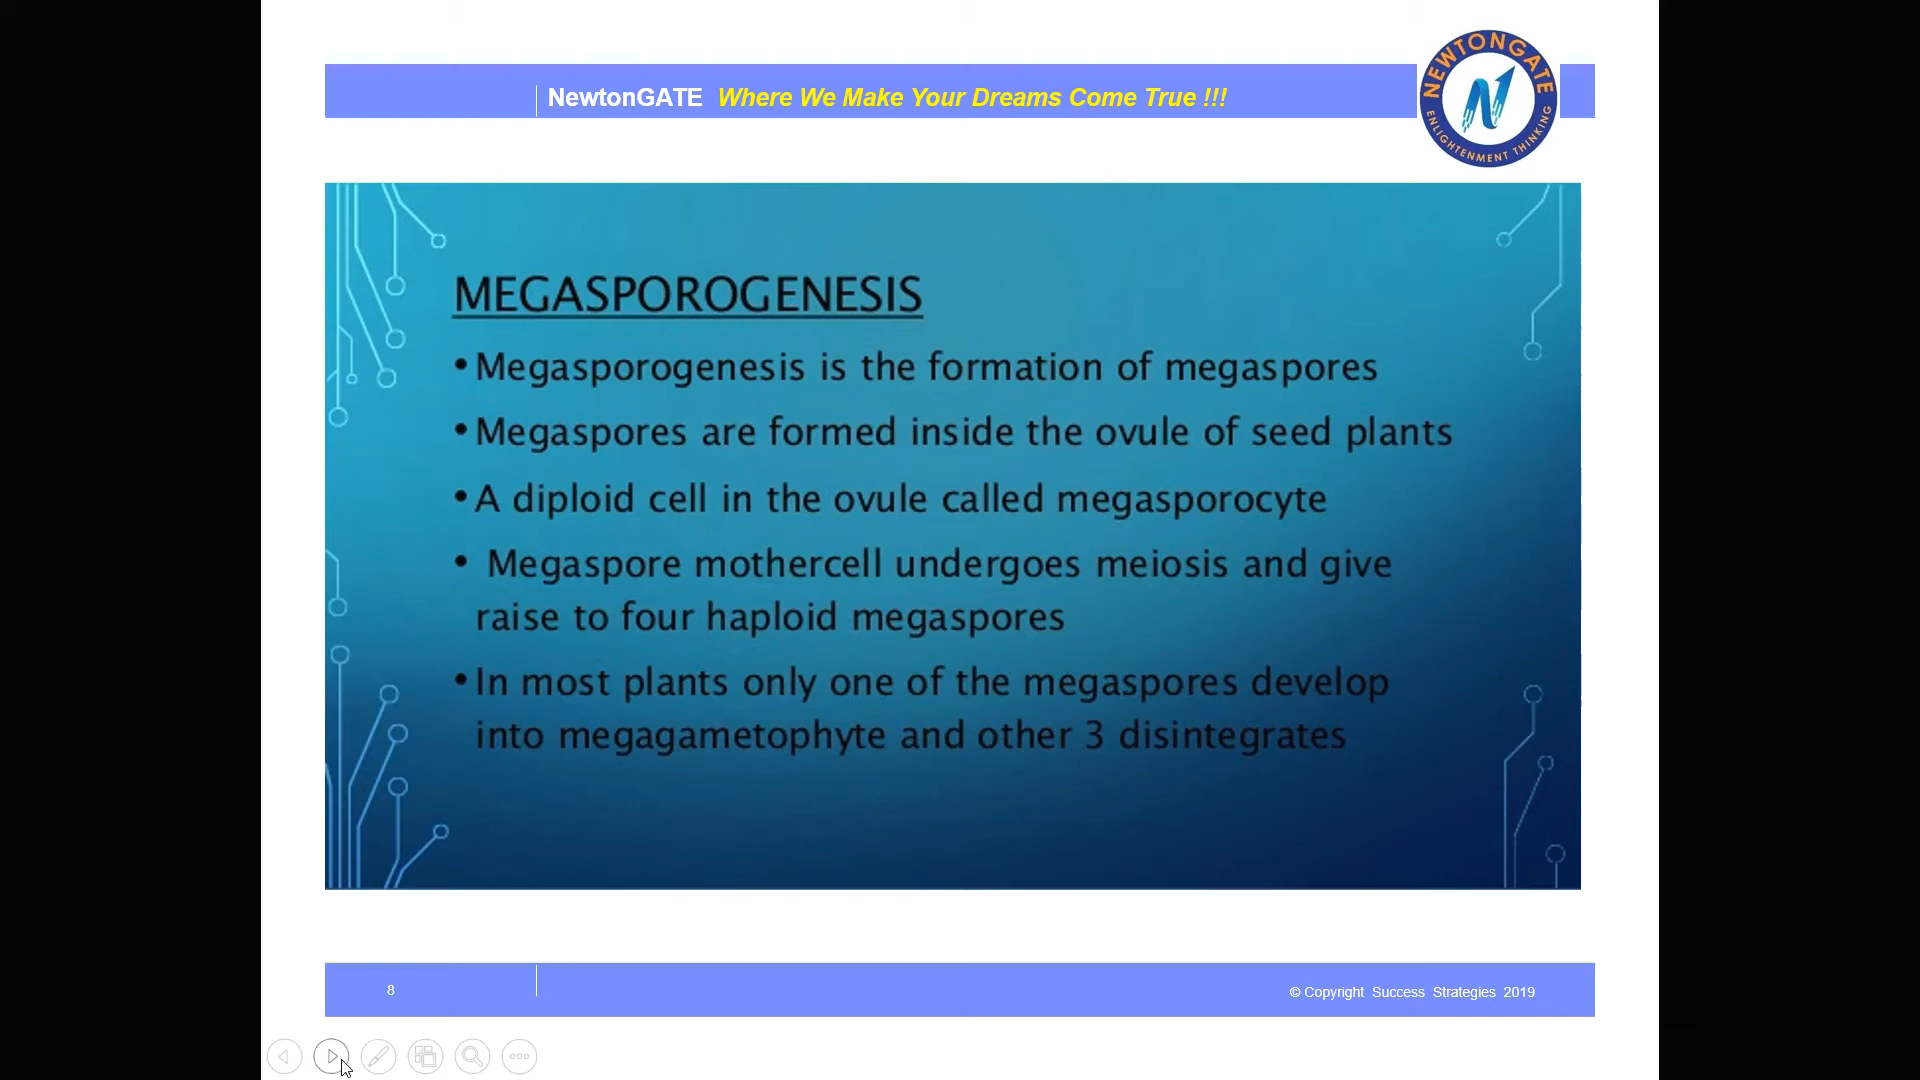 NewtonGATE Where We Make Your Dreams Come True !!!
NEWTONGATE
ENLIGHTENMENT THINKING
MEGASPOROGENESIS
• Megasporogenesis is the formation of megaspores
• Megaspores are formed inside the ovule of seed plants
• A diploid cell in the ovule called megasporocyte
• Megaspore mothercell undergoes meiosis and give
raise to four haploid megaspores
• In most plants only one of the megaspores develop
into megagametophyte and other 3 disintegrates
8
© Copyright Success Strategies 2019